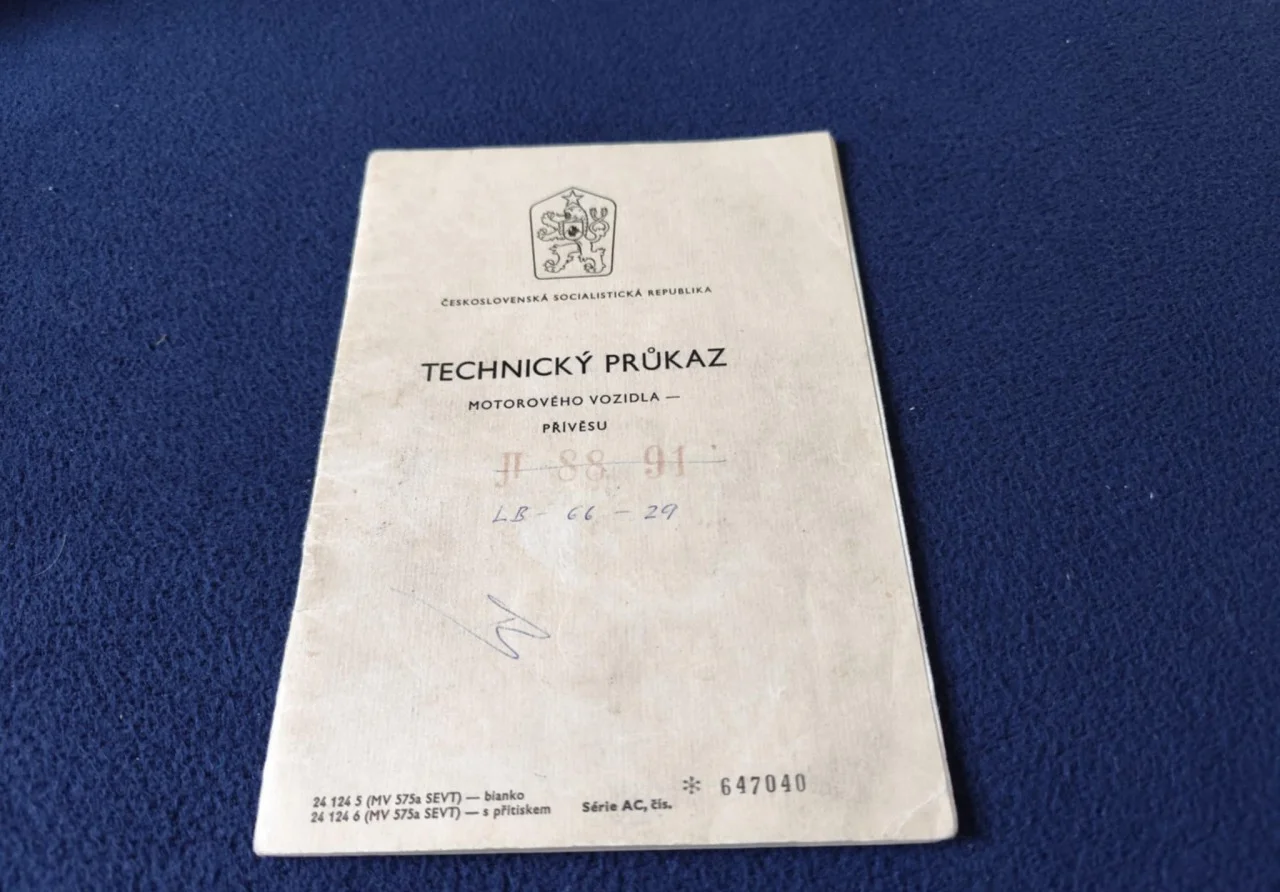 ČESKOSLOVENSKÁ SOCIALISTICKÁ REPUBLIKA
TECHNICKÝ PRŮKAZ
MOTOROVÉHO VOZIDLA —
PŘÍVĚSU
JI 88 91
LB - 66 - 29
24 124 5 (MV 575a SEVT) — bianko
24 124 6 (MV 575a SEVT) — s přitiskem
Série AC, čís. * 647040